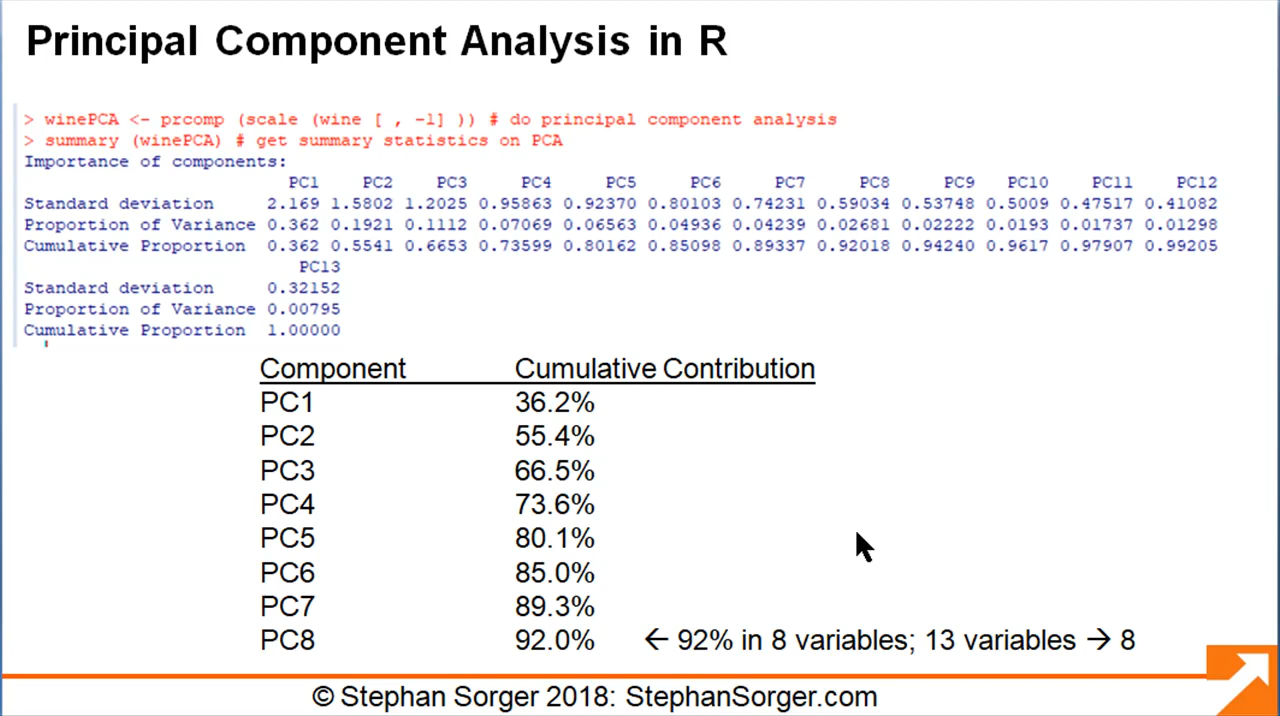 Principal Component Analysis in R
> winePCA <- prcomp (scale (wine [ , -1] )) # do principal component analysis
> summary (winePCA) # get summary statistics on PCA
Importance of components:
PC1 PC2 PC3 PC4 PC5 PC6 PC7 PC8 PC9 PC10 PC11 PC12
Standard deviation 2.169 1.5802 1.2025 0.95863 0.92370 0.80103 0.74231 0.59034 0.53748 0.5009 0.47517 0.41082
Proportion of Variance 0.362 0.1921 0.1112 0.07069 0.06563 0.04936 0.04239 0.02681 0.02222 0.0193 0.01737 0.01298
Cumulative Proportion 0.362 0.5541 0.6653 0.73599 0.80162 0.85098 0.89337 0.92018 0.94240 0.9617 0.97907 0.99205
PC13
Standard deviation 0.32152
Proportion of Variance 0.00795
Cumulative Proportion 1.00000
Component Cumulative Contribution
PC1 36.2%
PC2 55.4%
PC3 66.5%
PC4 73.6%
PC5 80.1%
PC6 85.0%
PC7 89.3%
PC8 92.0% ← 92% in 8 variables; 13 variables → 8
© Stephan Sorger 2018: StephanSorger.com